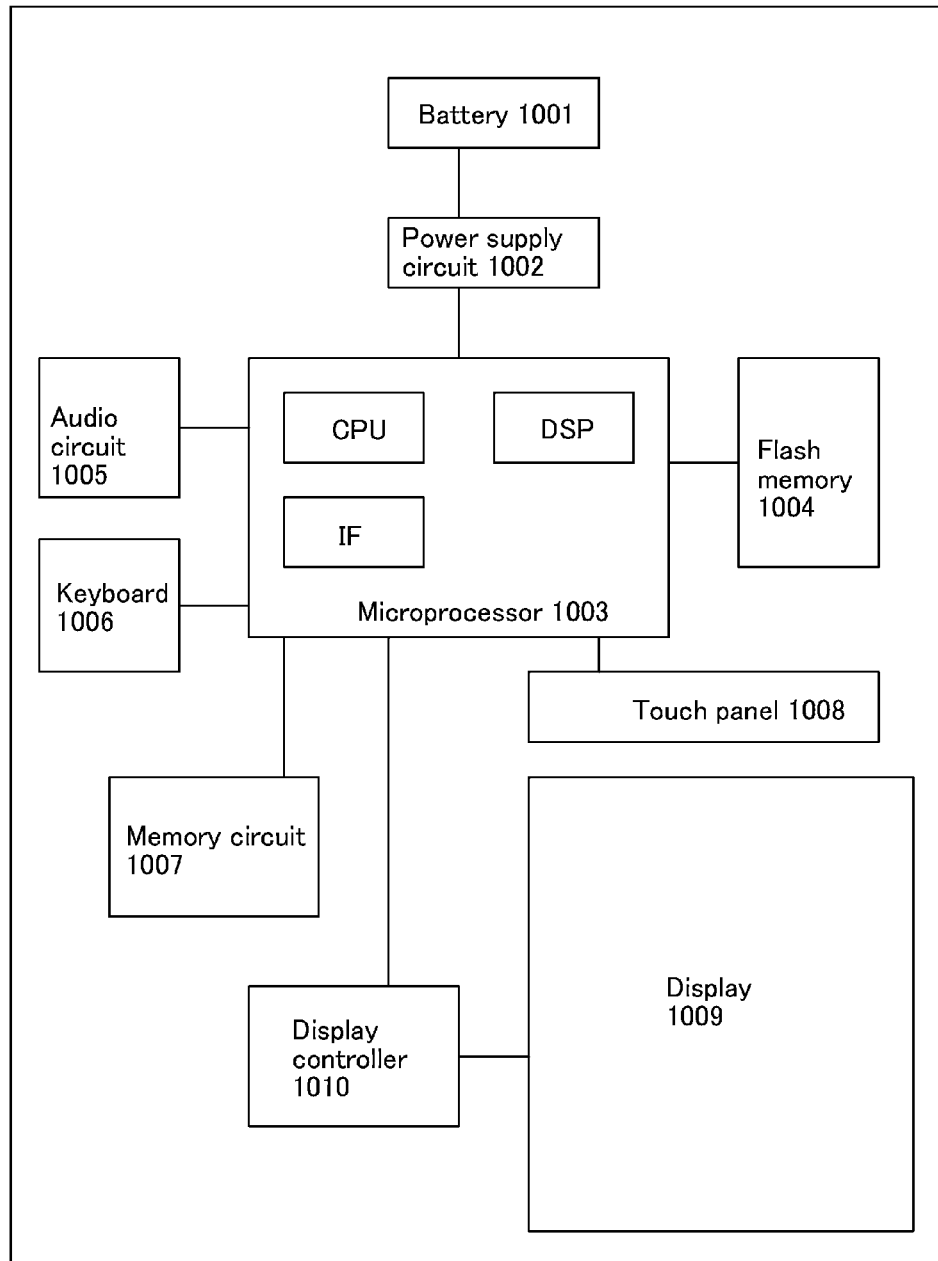 Battery 1001
Power supply
circuit 1002
Audio
circuit
1005
CPU
DSP
Flash
memory
1004
IF
Keyboard
1006
Microprocessor 1003
Touch panel 1008
Memory circuit
1007
Display
1009
Display
controller
1010